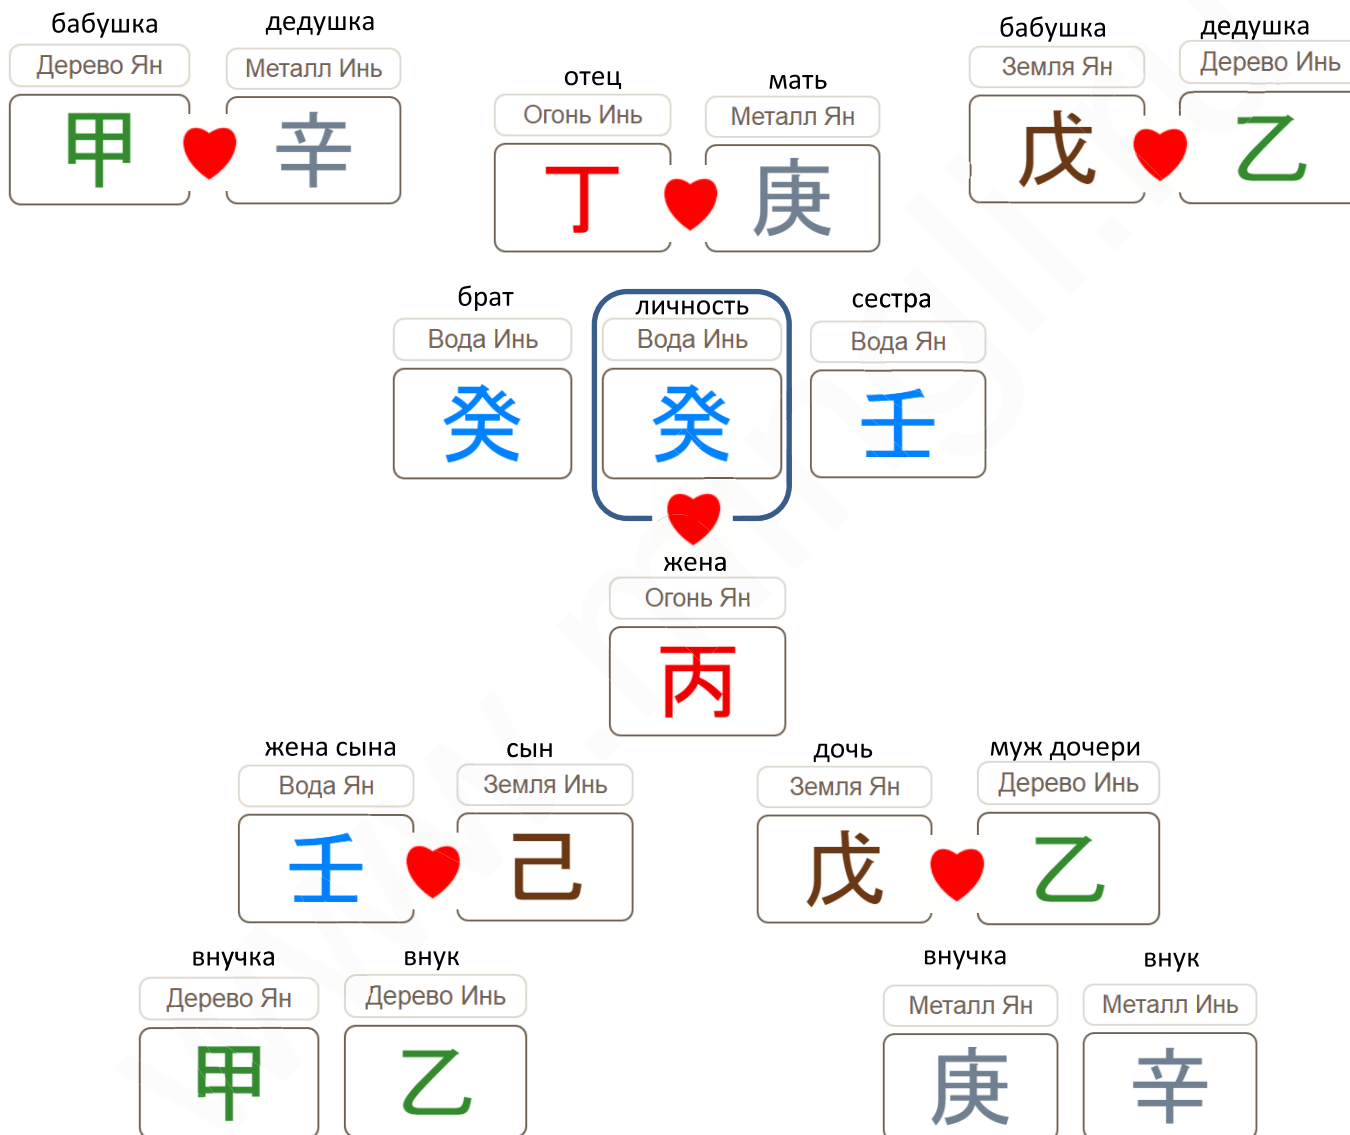 бабушка
дедушка
Дерево Ян
Металл Инь
甲
辛
отец
мать
Огонь Инь
Металл Ян
丁
庚
бабушка
дедушка
Земля Ян
Дерево Инь
戊
乙
брат
личность
сестра
Вода Инь
Вода Инь
Вода Ян
癸
癸
壬
жена
Огонь Ян
丙
жена сына
сын
Вода Ян
Земля Инь
壬
己
дочь
муж дочери
Земля Ян
Дерево Инь
戊
乙
внучка
внук
Дерево Ян
Дерево Инь
甲
乙
внучка
внук
Металл Ян
Металл Инь
庚
辛